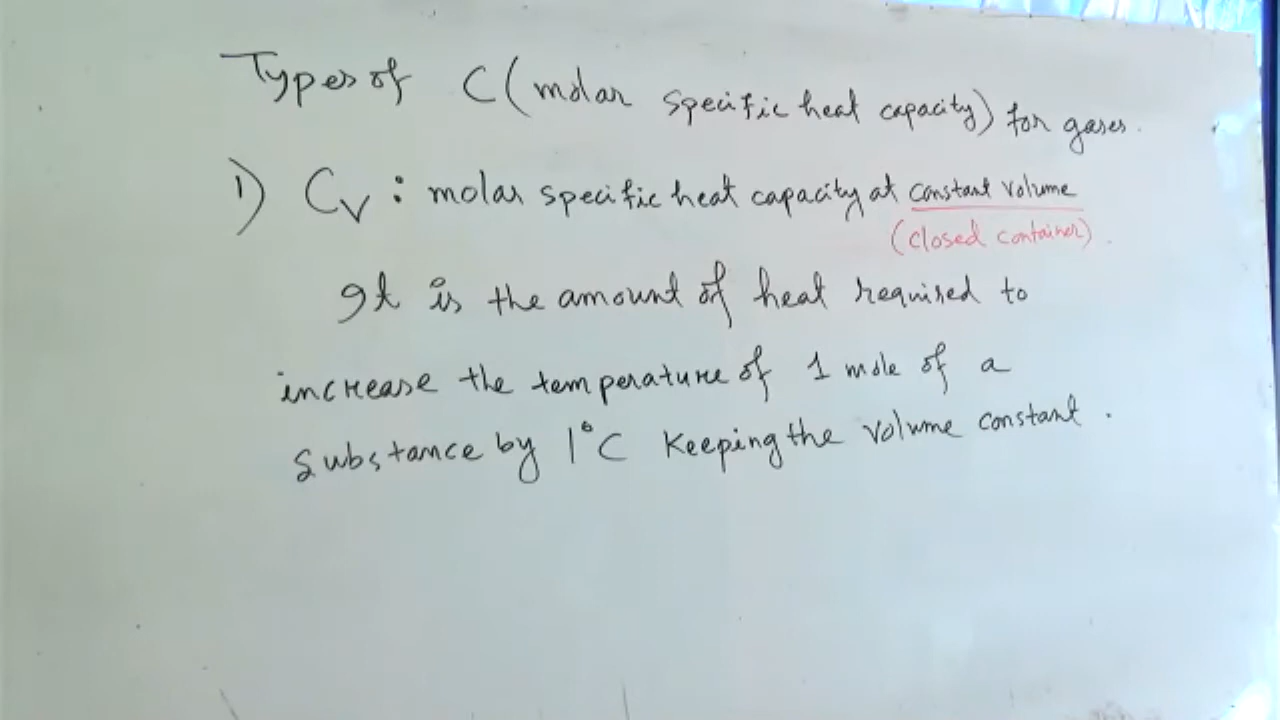 Types of C (molar specific heat capacity) for gases.
1) Cv : molar specific heat capacity at constant volume
(closed container).
It is the amount of heat required to
increase the temperature of 1 mole of a
substance by 1°C keeping the volume constant.